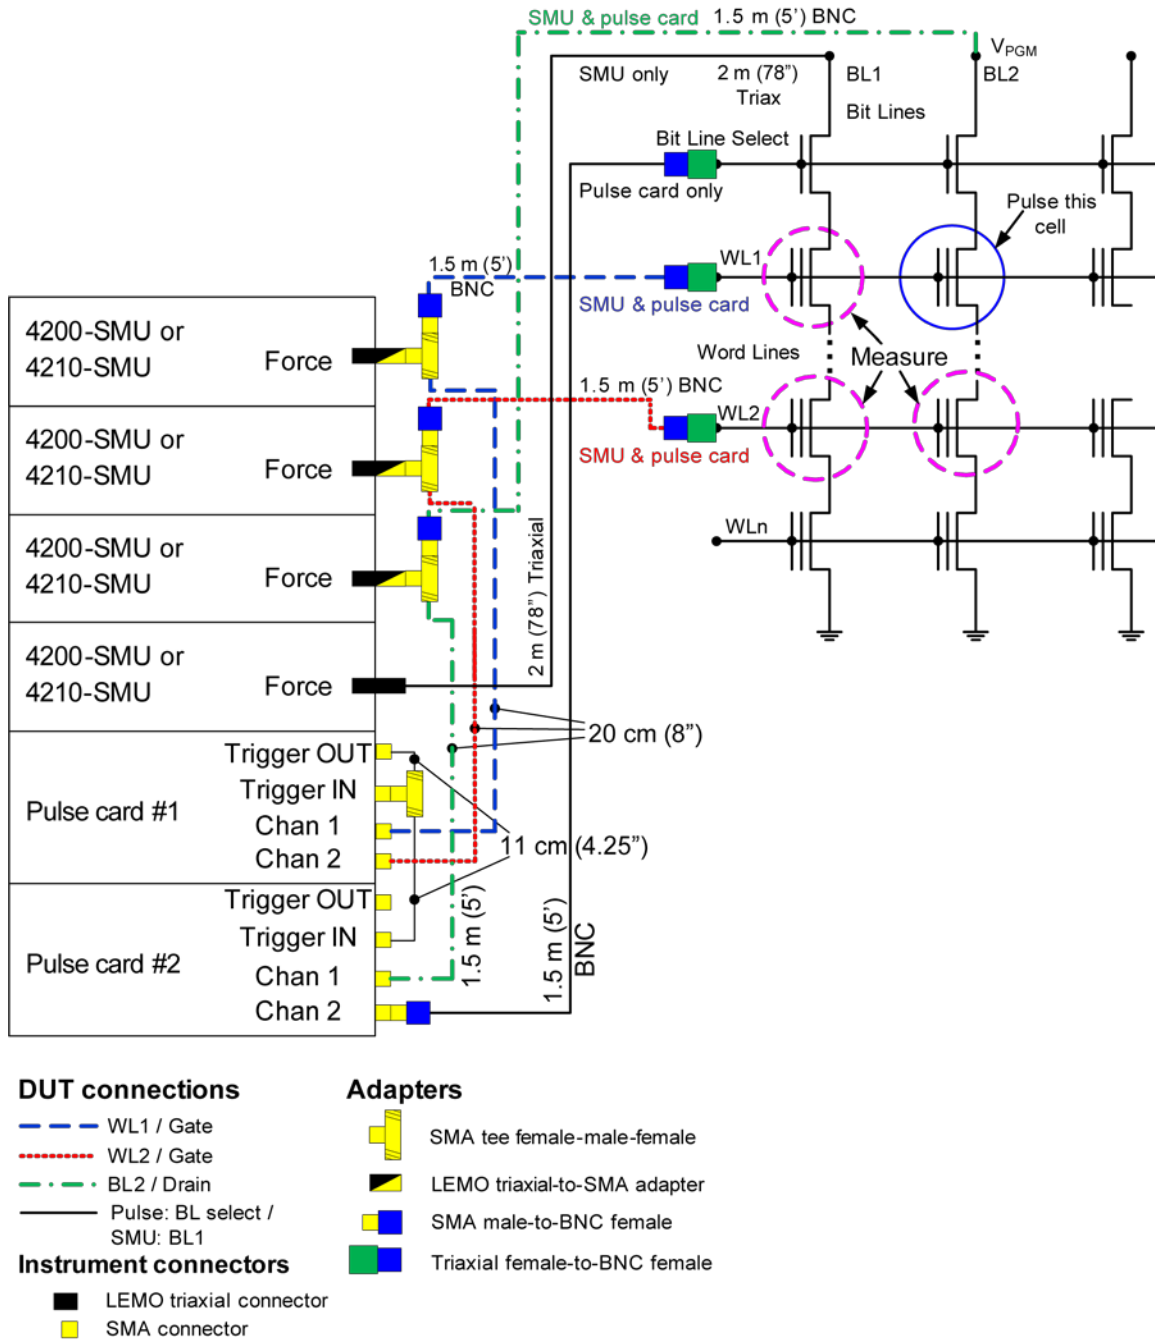 SMU & pulse card 1.5 m (5') BNC
VPGM
SMU only
2 m (78")
Triax
BL1
BL2
Bit Lines
Bit Line Select
Pulse card only
Pulse this
cell
1.5 m (5')
BNC
WL1
SMU & pulse card
4200-SMU or
4210-SMU
Force
Word Lines
Measure
1.5 m (5') BNC
WL2
SMU & pulse card
4200-SMU or
4210-SMU
Force
WLn
4200-SMU or
4210-SMU
Force
2 m (78") Triaxial
4200-SMU or
4210-SMU
Force
20 cm (8")
Pulse card #1
Trigger OUT
Trigger IN
Chan 1
Chan 2
11 cm (4.25")
Pulse card #2
Trigger OUT
Trigger IN
Chan 1
Chan 2
1.5 m (5')
1.5 m (5')
BNC
DUT connections
WL1 / Gate
WL2 / Gate
BL2 / Drain
Pulse: BL select /
SMU: BL1
Instrument connectors
LEMO triaxial connector
SMA connector
Adapters
SMA tee female-male-female
LEMO triaxial-to-SMA adapter
SMA male-to-BNC female
Triaxial female-to-BNC female